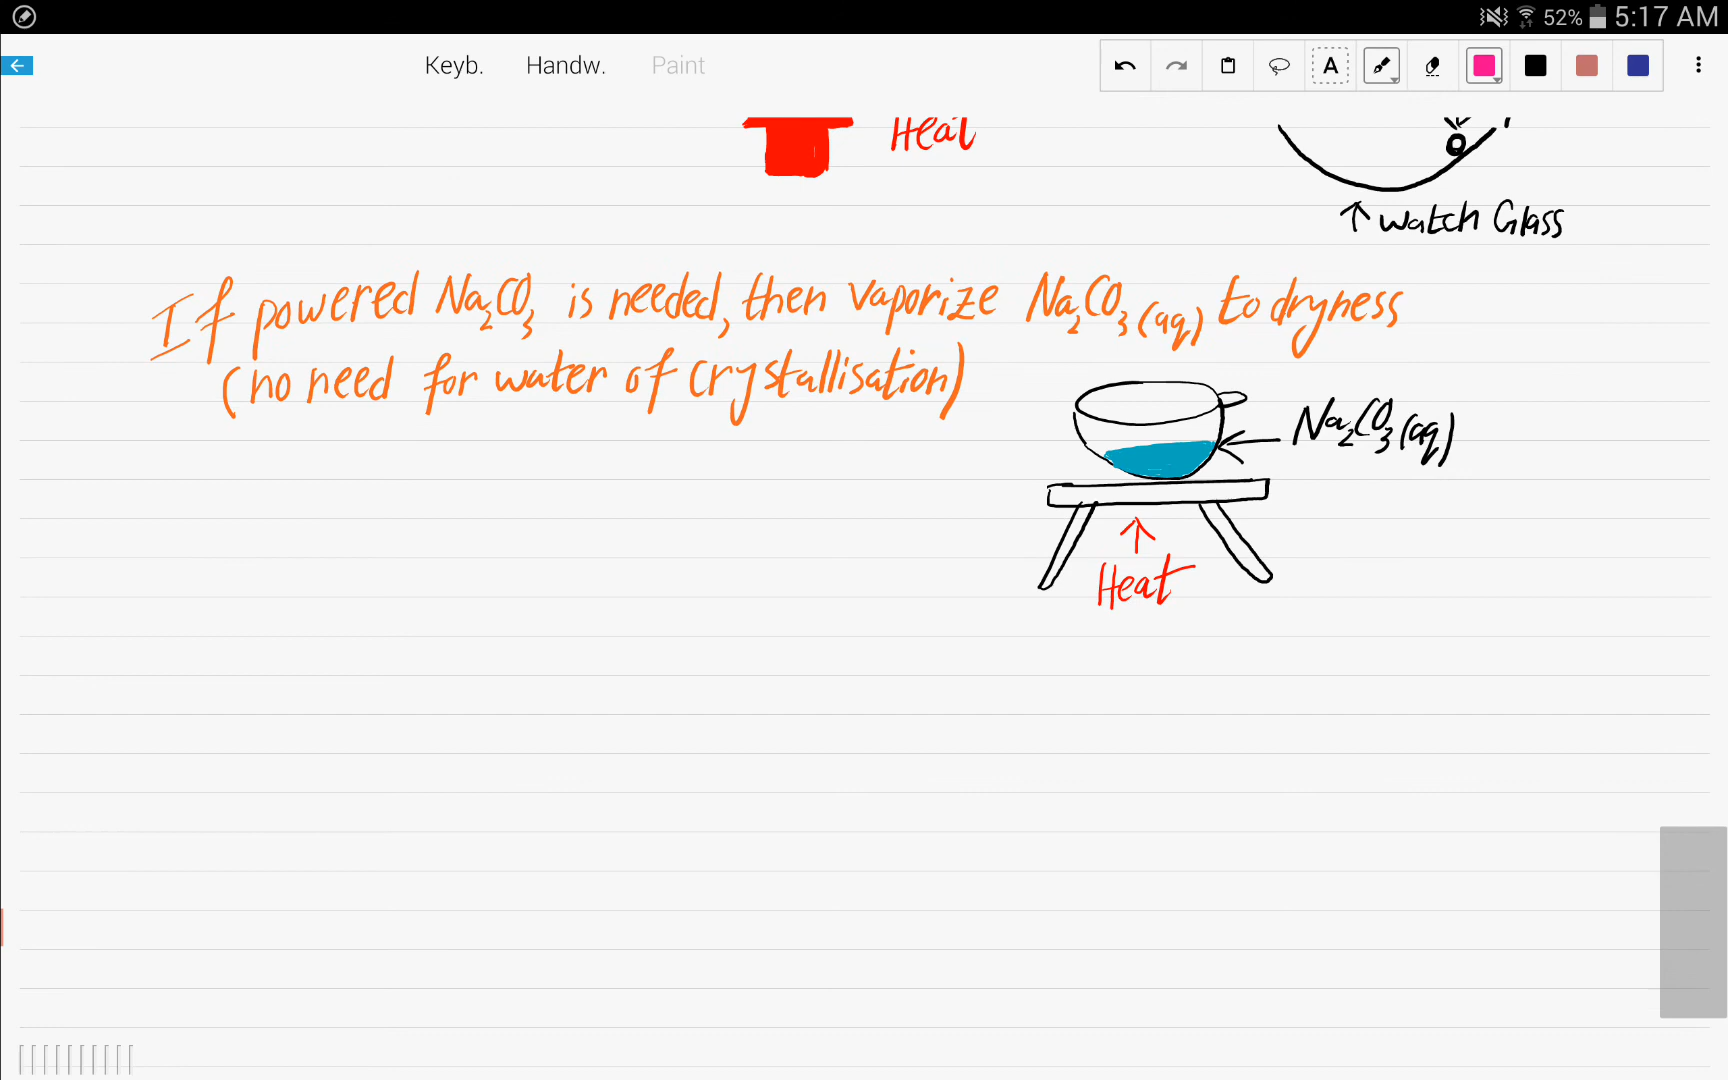 52% 5:17 AM
Keyb. Handw. Paint A
Heat
↑ Watch Glass
If powered Na₂CO₃ is needed, then vaporize Na₂CO₃(aq) to dryness
(no need for water of crystallisation)
Na₂CO₃(aq)
↑
Heat